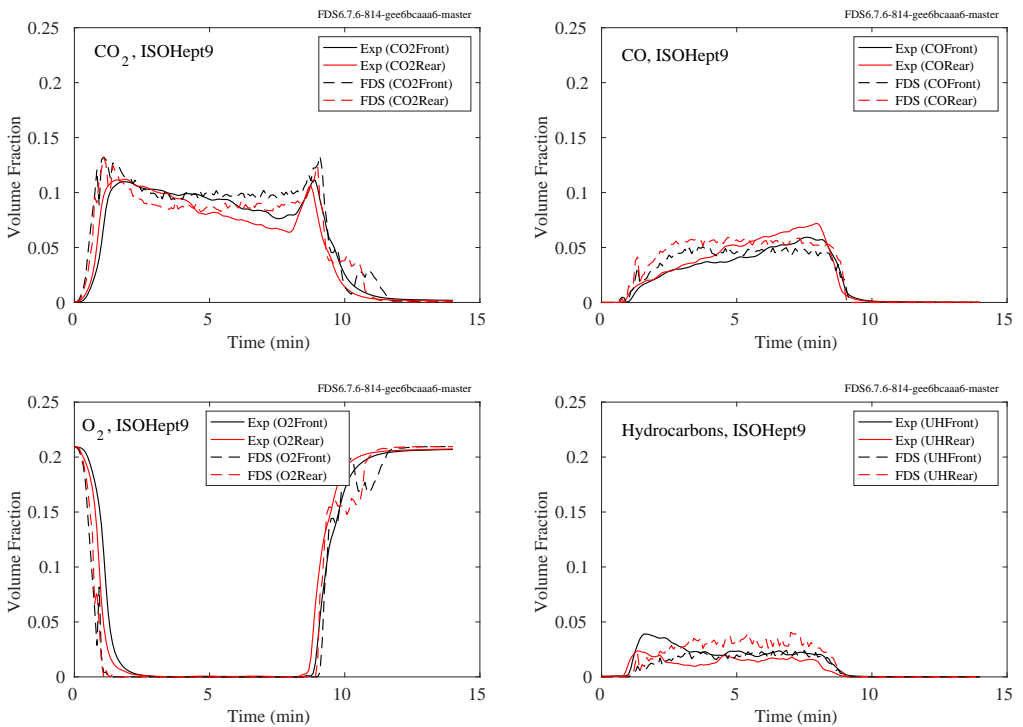 FDS6.7.6-814-gee6bcaaa6-master
CO2, ISOHept9
Exp (CO2Front)
Exp (CO2Rear)
FDS (CO2Front)
FDS (CO2Rear)
Volume Fraction
0.25
0.2
0.15
0.1
0.05
0
0 5 10 15
Time (min)
FDS6.7.6-814-gee6bcaaa6-master
CO, ISOHept9
Exp (COFront)
Exp (CORear)
FDS (COFront)
FDS (CORear)
Volume Fraction
0.25
0.2
0.15
0.1
0.05
0
0 5 10 15
Time (min)
FDS6.7.6-814-gee6bcaaa6-master
O2, ISOHept9
Exp (O2Front)
Exp (O2Rear)
FDS (O2Front)
FDS (O2Rear)
Volume Fraction
0.25
0.2
0.15
0.1
0.05
0
0 5 10 15
Time (min)
FDS6.7.6-814-gee6bcaaa6-master
Hydrocarbons, ISOHept9
Exp (UHFront)
Exp (UHRear)
FDS (UHFront)
FDS (UHRear)
Volume Fraction
0.25
0.2
0.15
0.1
0.05
0
0 5 10 15
Time (min)